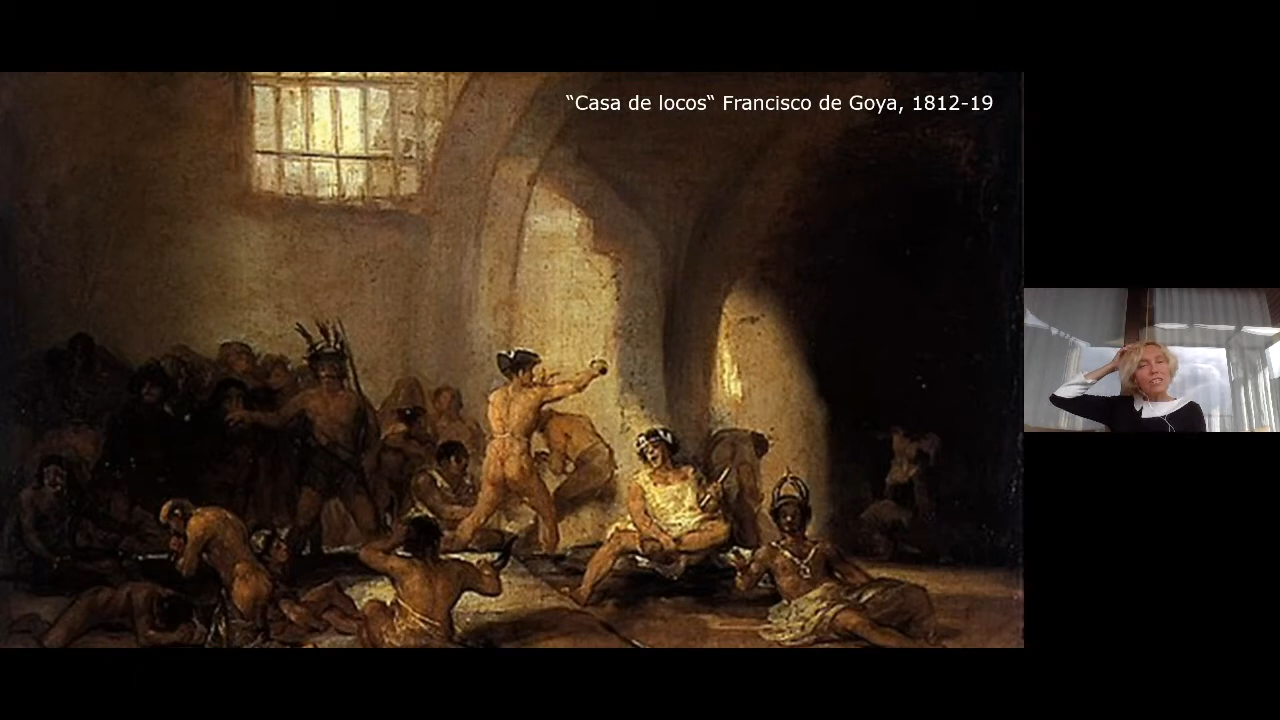 “Casa de locos“ Francisco de Goya, 1812-19